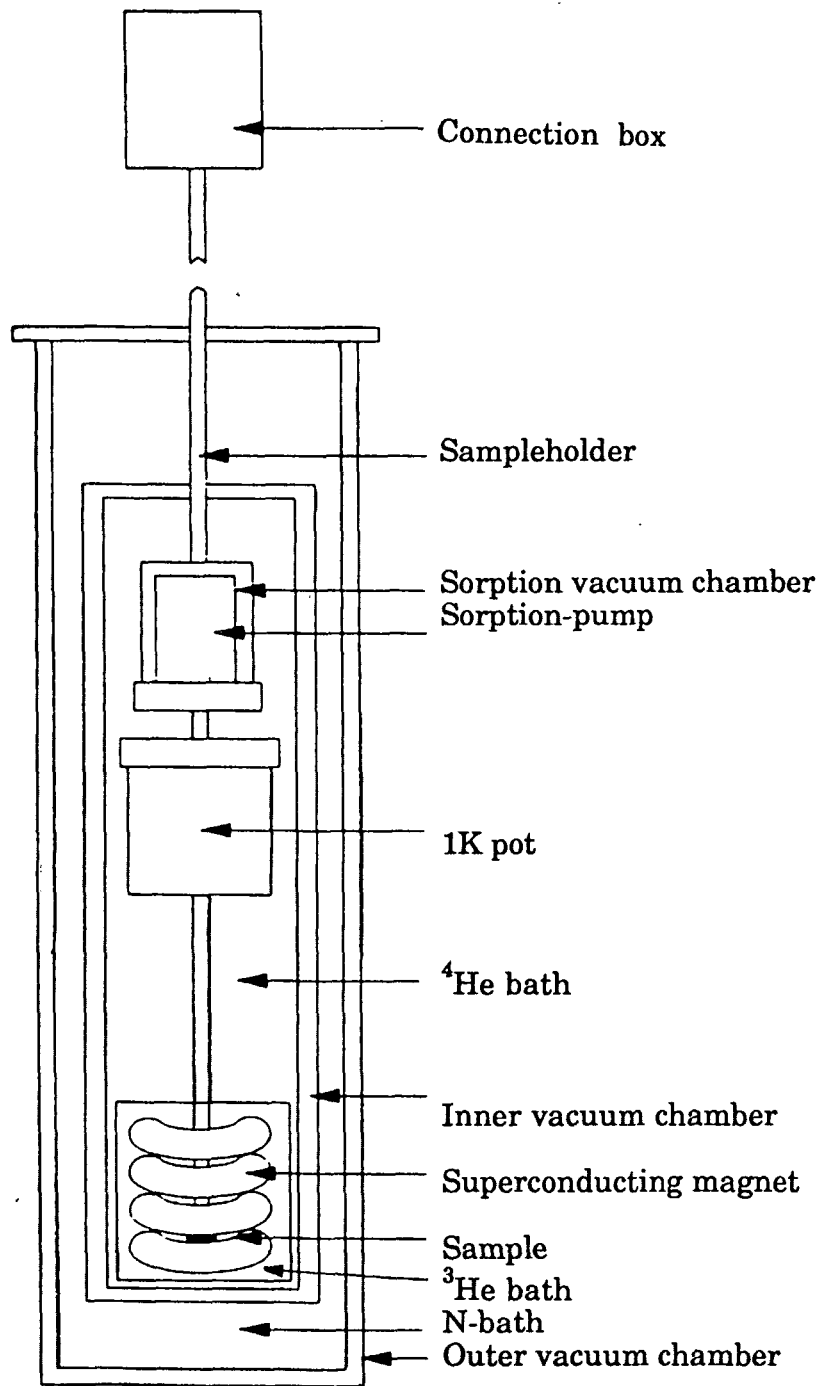 Connection box
Sampleholder
Sorption vacuum chamber
Sorption-pump
1K pot
⁴He bath
Inner vacuum chamber
Superconducting magnet
Sample
³He bath
N-bath
Outer vacuum chamber